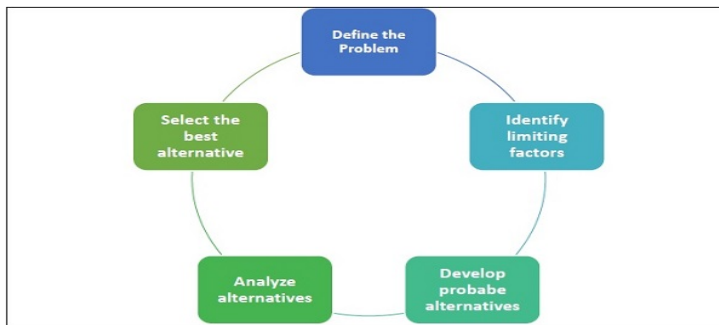 Define the
Problem
Identify
limiting
factors
Develop
probabe
alternatives
Analyze
alternatives
Select the
best
alternative